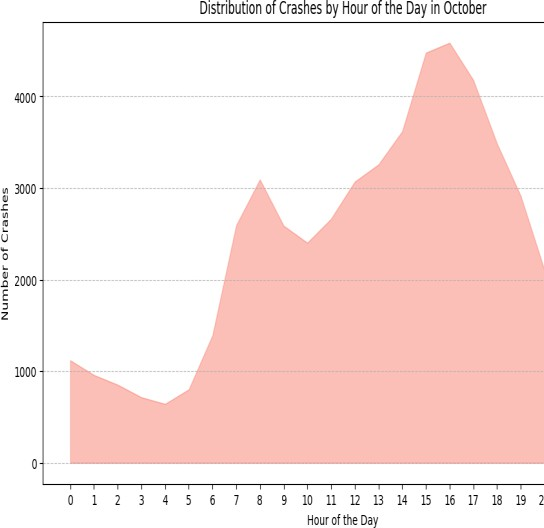 Distribution of Crashes by Hour of the Day in October
Number of Crashes
4000
3000
2000
1000
0
0 1 2 3 4 5 6 7 8 9 10 11 12 13 14 15 16 17 18 19 2
Hour of the Day